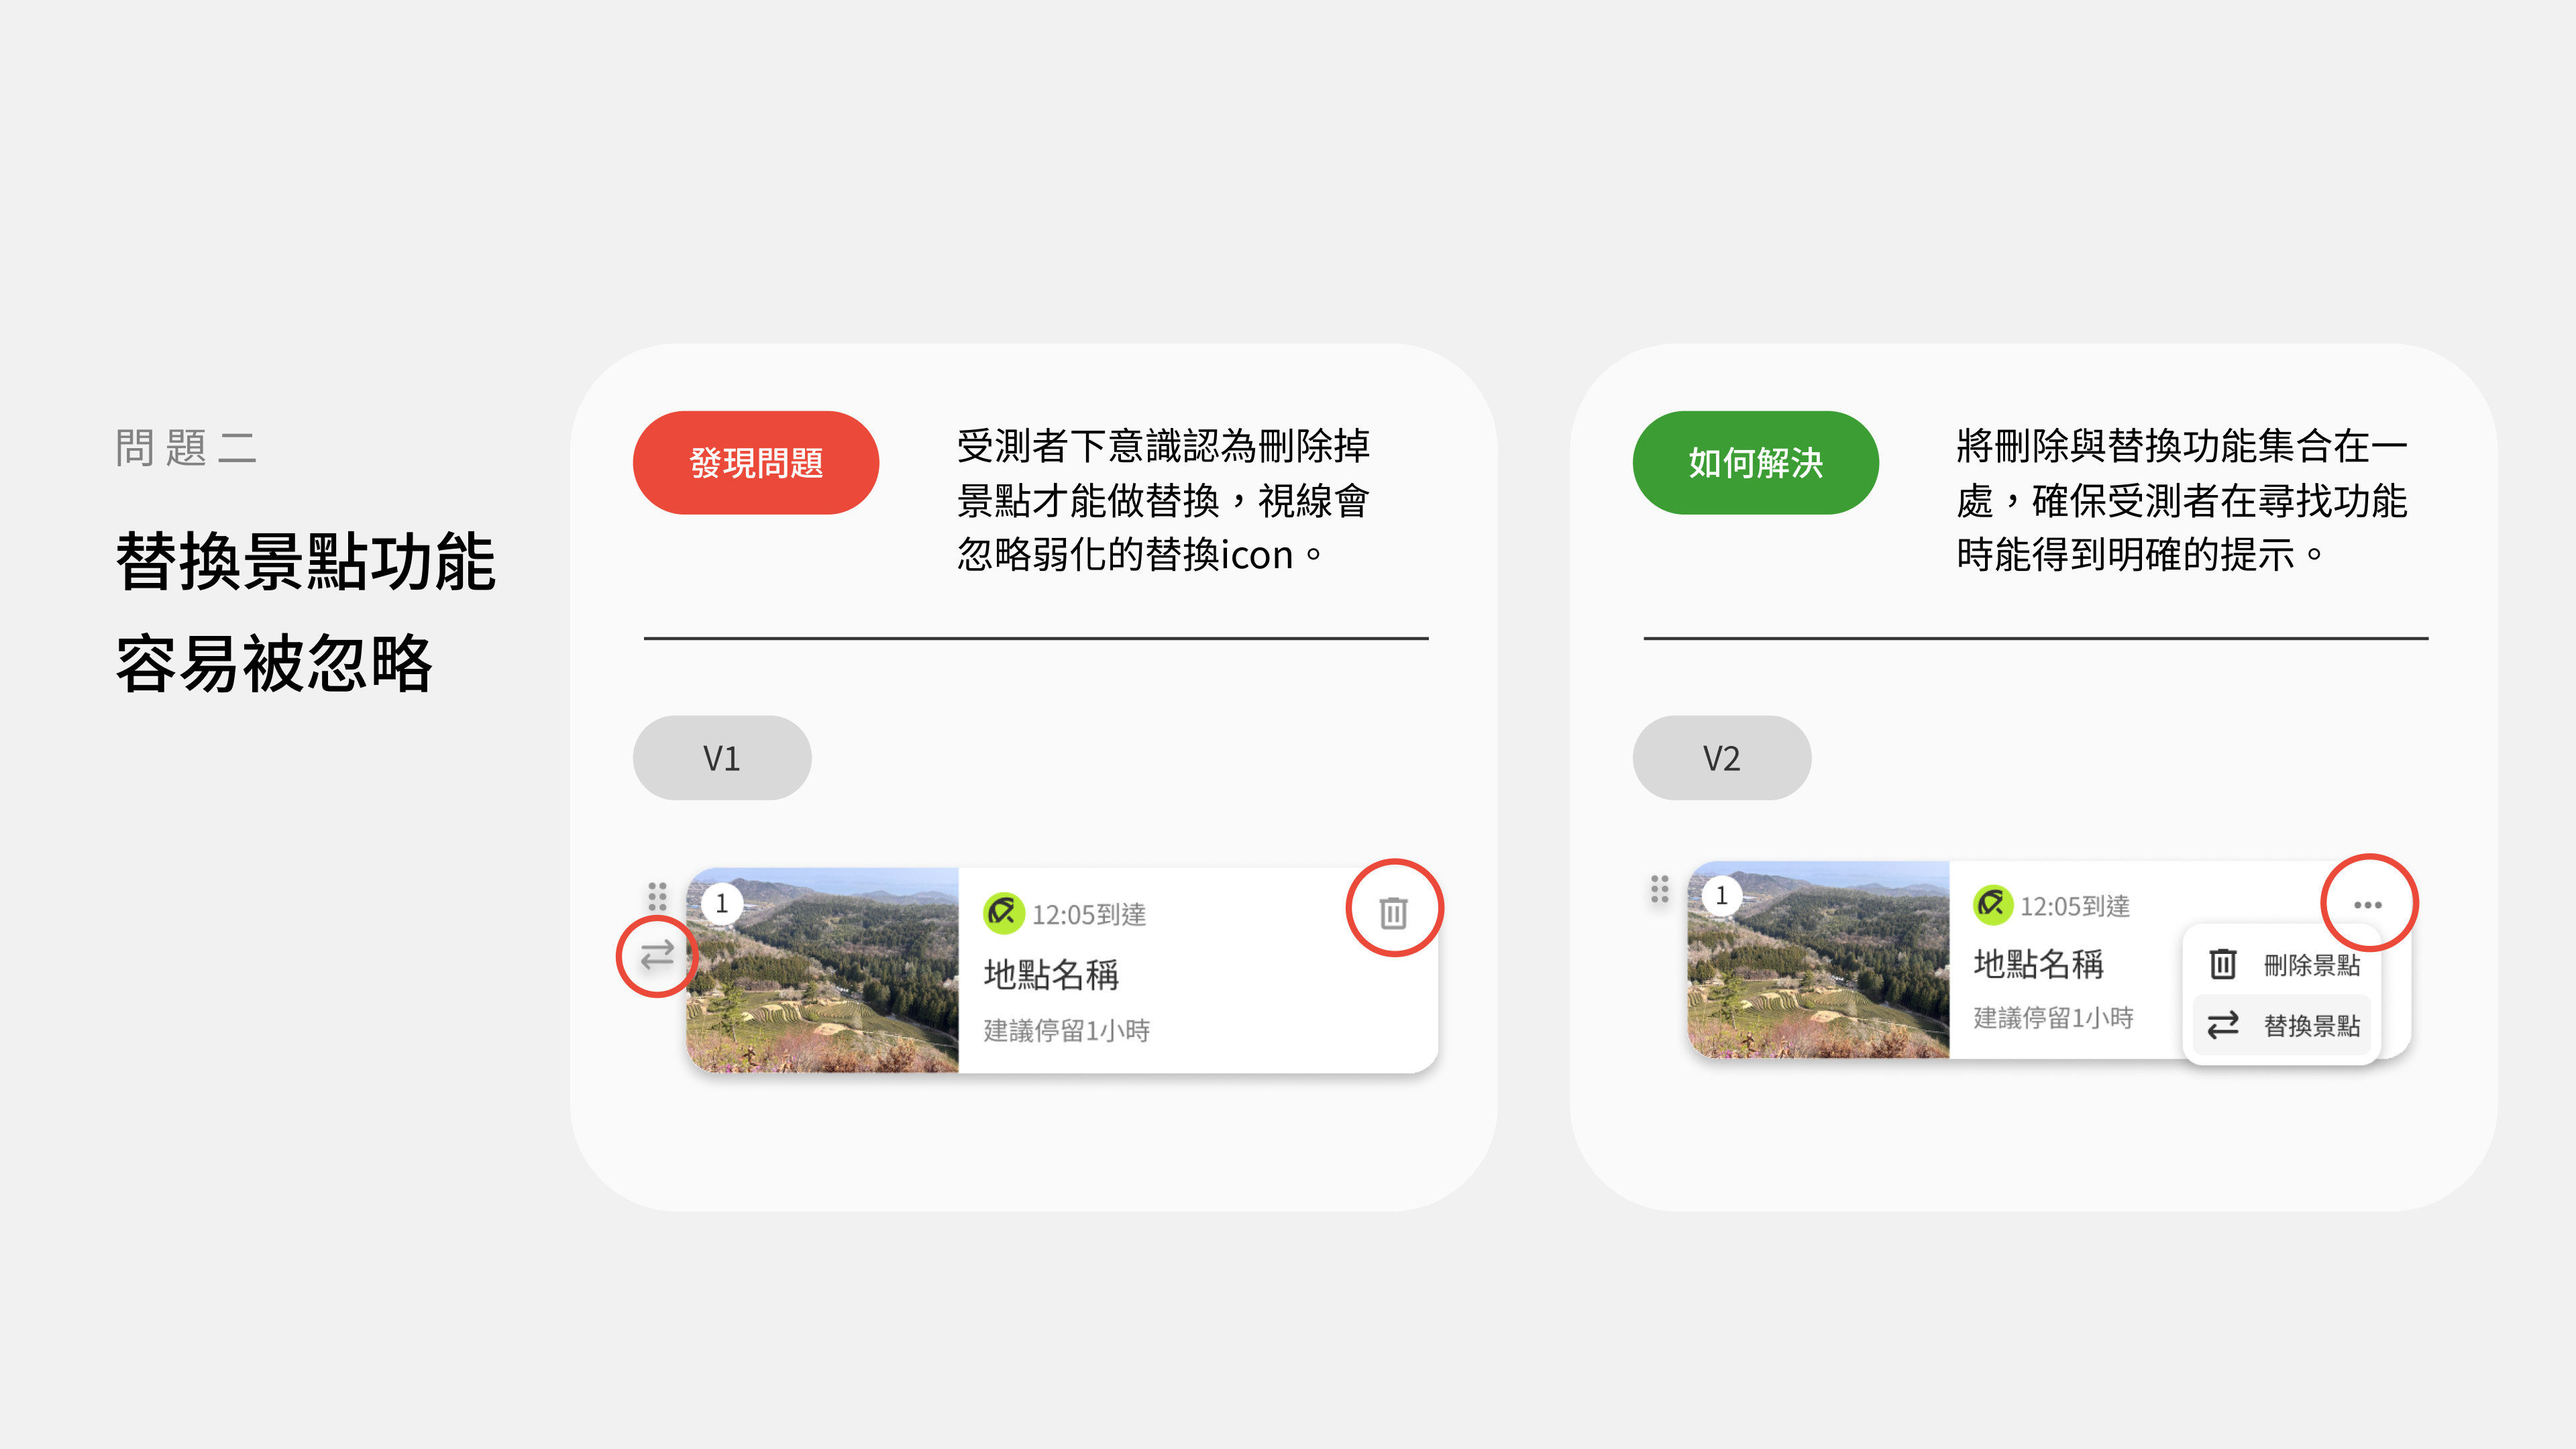 問題二
替換景點功能
容易被忽略
發現問題
受測者下意識認為刪除掉
景點才能做替換，視線會
忽略弱化的替換icon。
V1
1
12:05到達
地點名稱
建議停留1小時
如何解決
將刪除與替換功能集合在一
處，確保受測者在尋找功能
時能得到明確的提示。
V2
1
12:05到達
地點名稱
建議停留1小時
刪除景點
替換景點